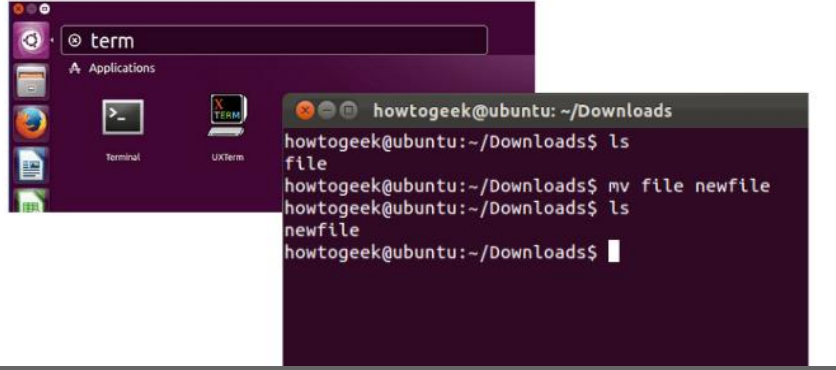 term
Applications
Terminal
UXTerm
>_
X
TERM
howtogeek@ubuntu: ~/Downloads
howtogeek@ubuntu:~/Downloads$ ls
file
howtogeek@ubuntu:~/Downloads$ mv file newfile
howtogeek@ubuntu:~/Downloads$ ls
newfile
howtogeek@ubuntu:~/Downloads$